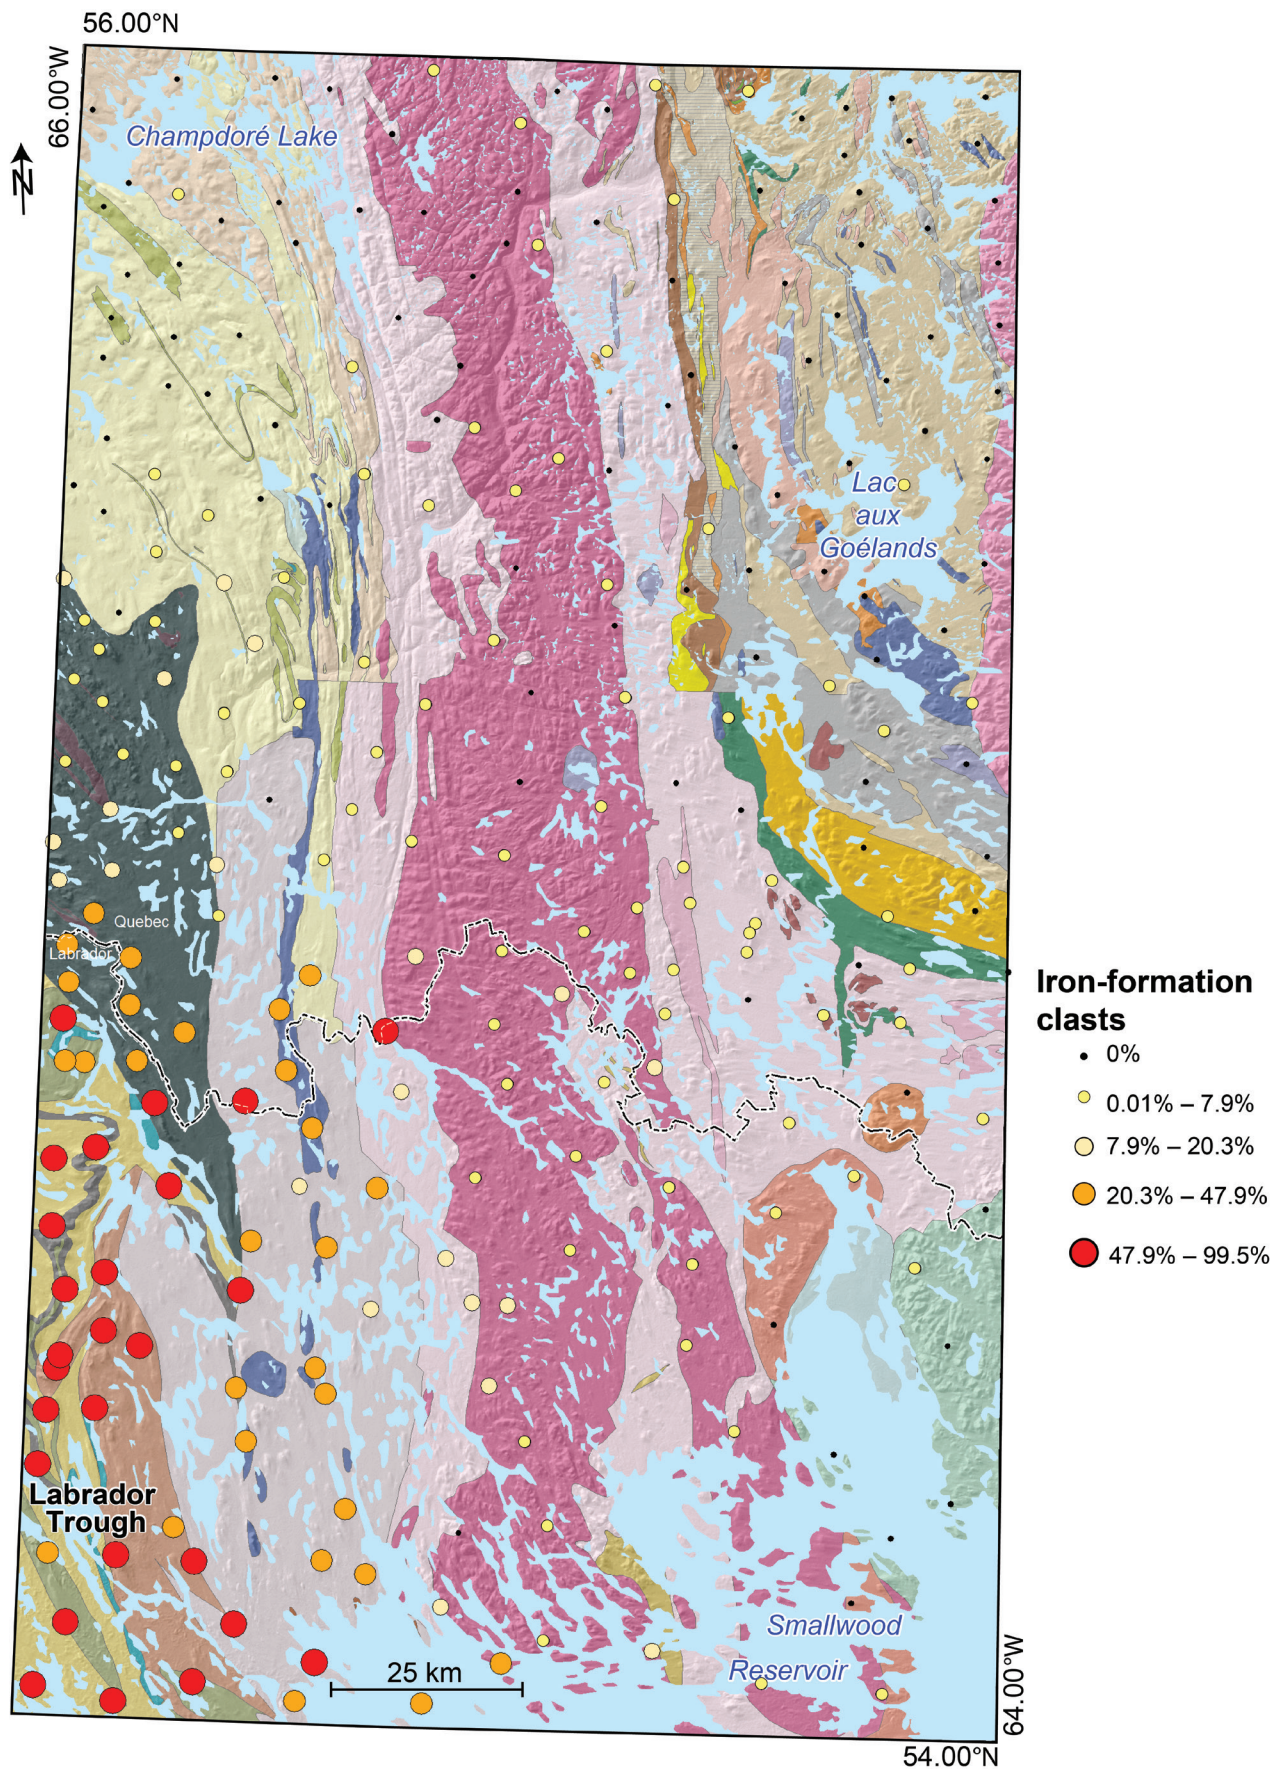 56.00°N
66.00°W
N
Champdoré Lake
Lac
aux
Goélands
Quebec
Labrador
Iron-formation
clasts
0%
0.01% – 7.9%
7.9% – 20.3%
20.3% – 47.9%
47.9% – 99.5%
Labrador
Trough
Smallwood
Reservoir
25 km
64.00°W
54.00°N